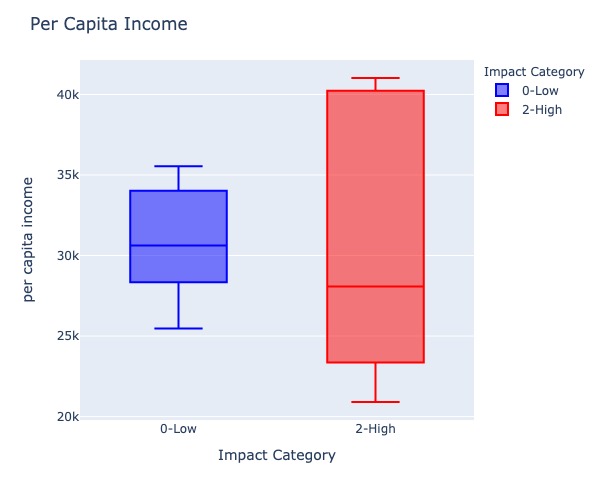 Per Capita Income
Impact Category
0-Low
2-High
40k
35k
30k
25k
20k
per capita income
0-Low
2-High
Impact Category